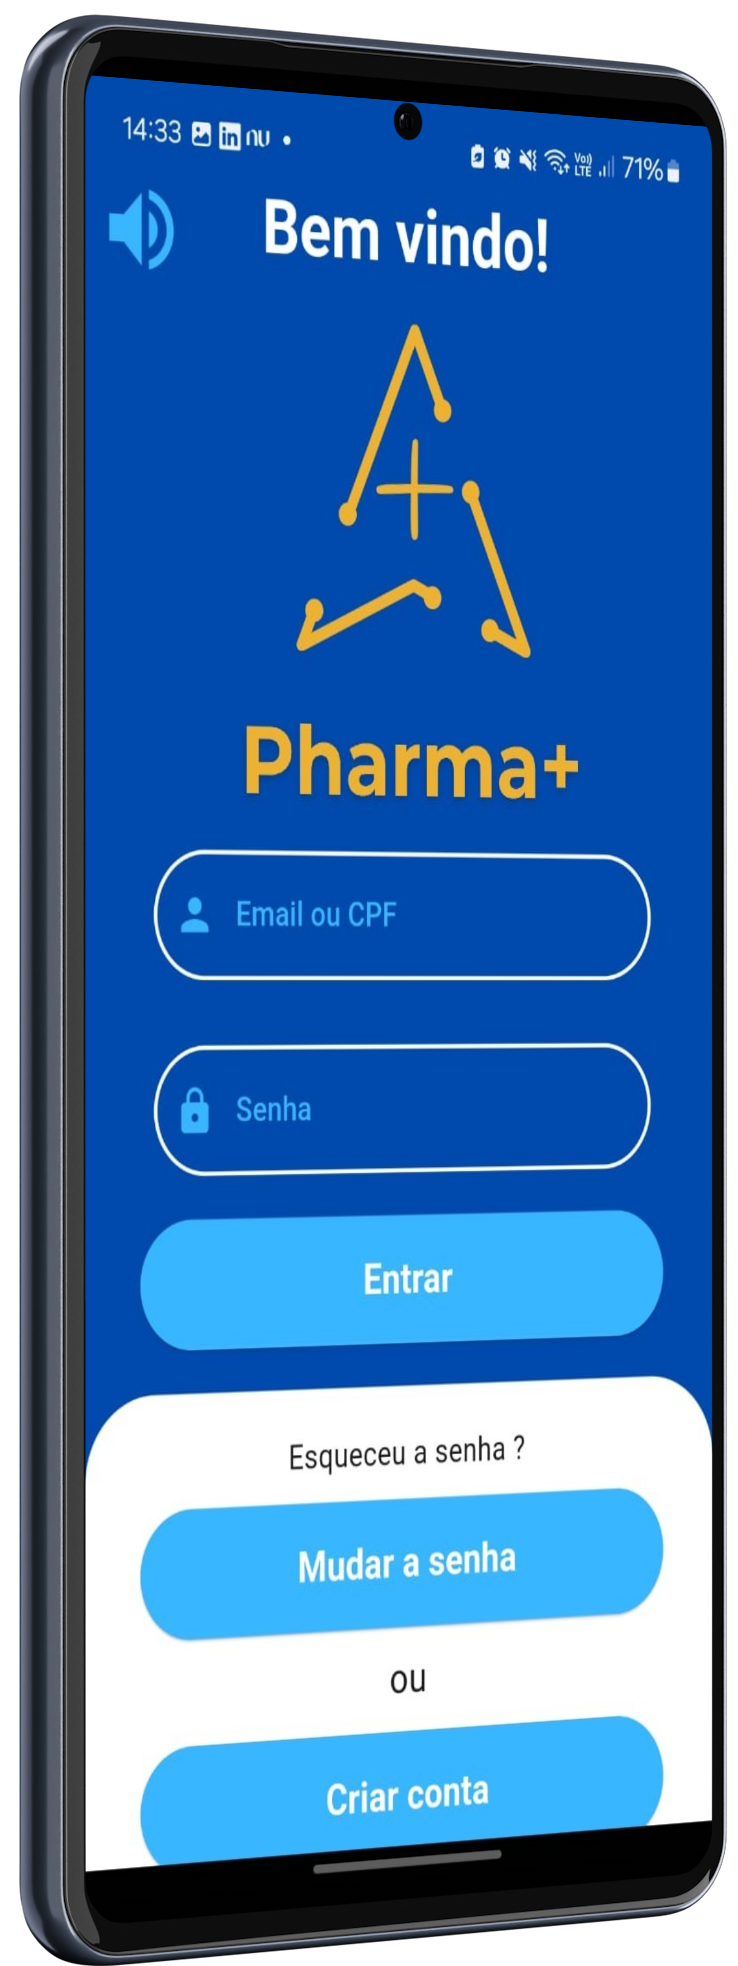 14:33 in nu
Vo)) LTE 71%
Bem vindo!
Pharma+
Email ou CPF
Senha
Entrar
Esqueceu a senha ?
Mudar a senha
ou
Criar conta